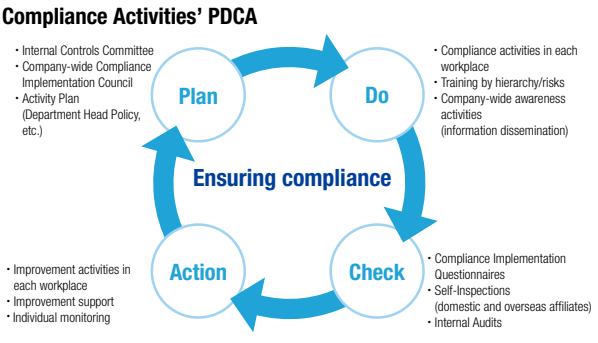 Compliance Activities' PDCA
・Internal Controls Committee
・Company-wide Compliance
Implementation Council
・Activity Plan
(Department Head Policy,
etc.)
Plan
Do
・Compliance activities in each
workplace
・Training by hierarchy/risks
・Company-wide awareness
activities
(information dissemination)
Ensuring compliance
・Improvement activities in
each workplace
・Improvement support
・Individual monitoring
Action
Check
・Compliance Implementation
Questionnaires
・Self-Inspections
(domestic and overseas affiliates)
・Internal Audits